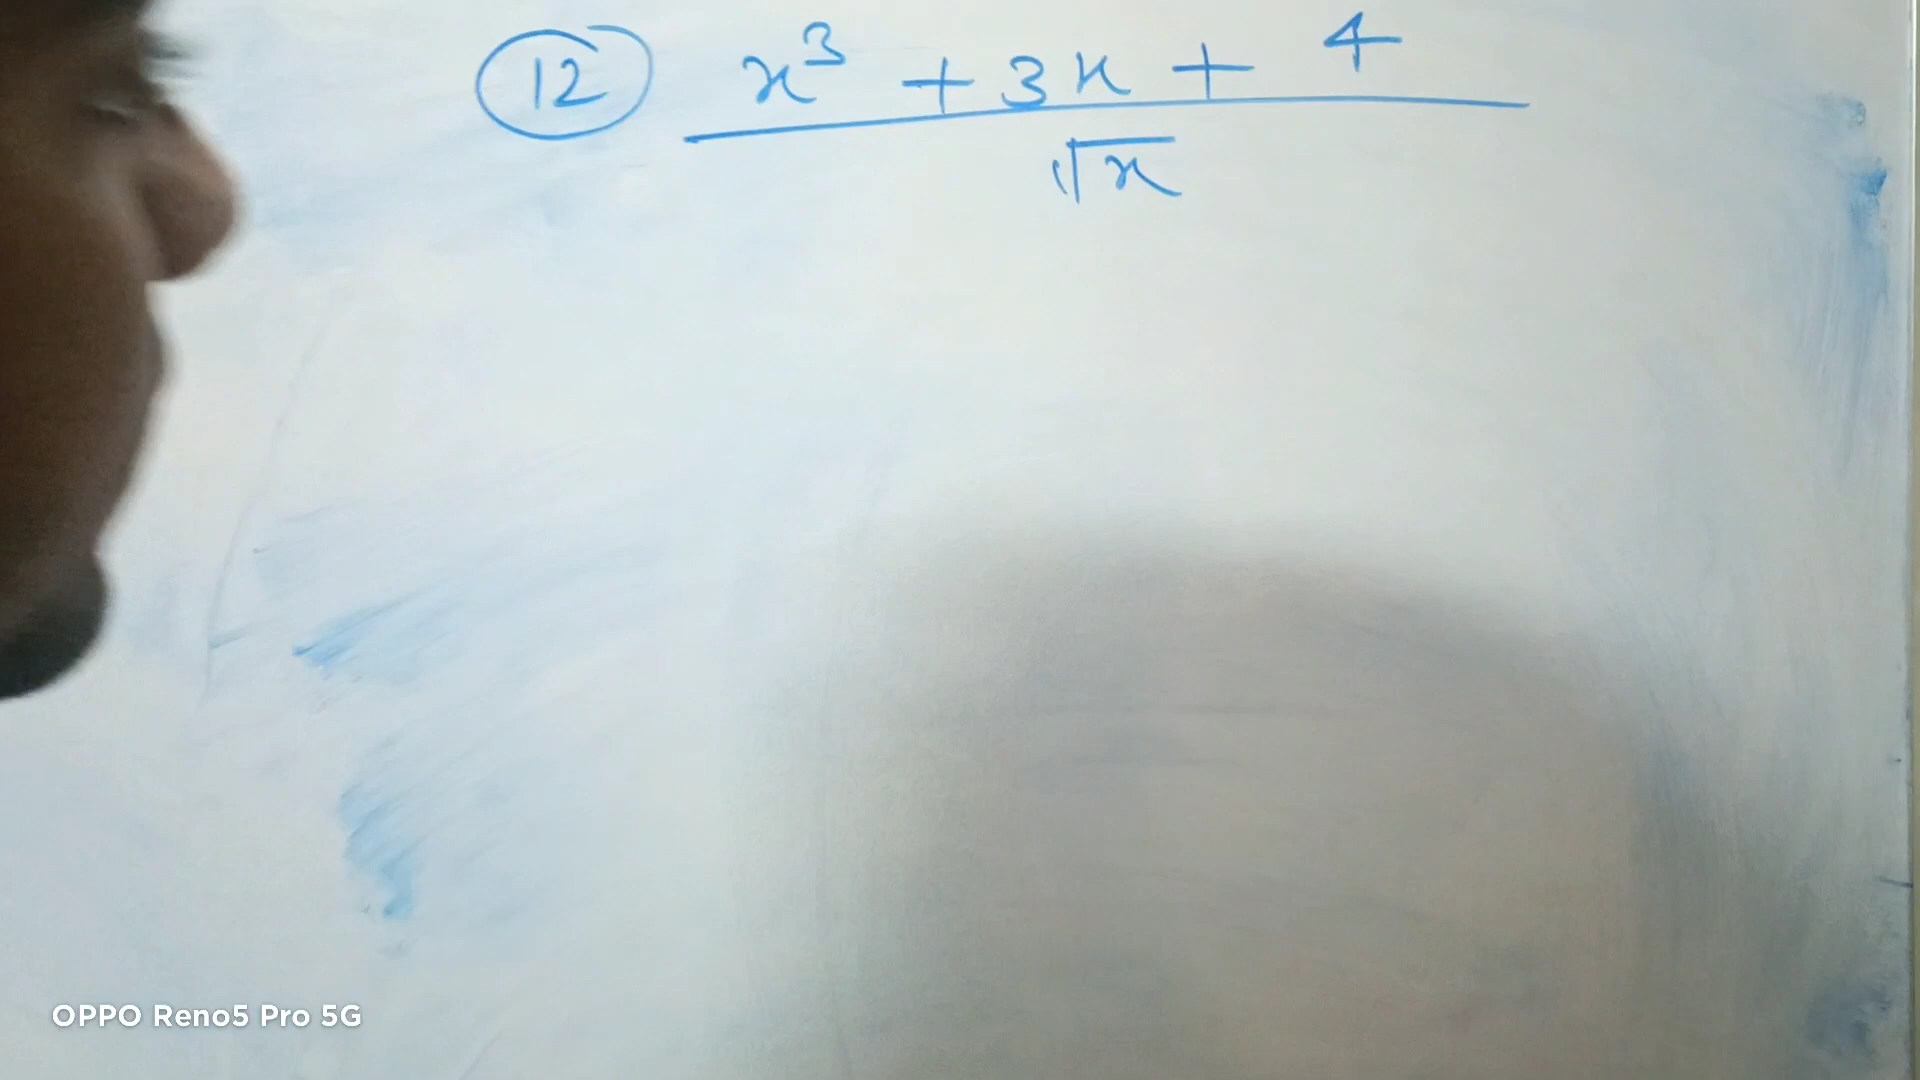 ⑫ x³ + 3x + 4
√x
OPPO Reno5 Pro 5G